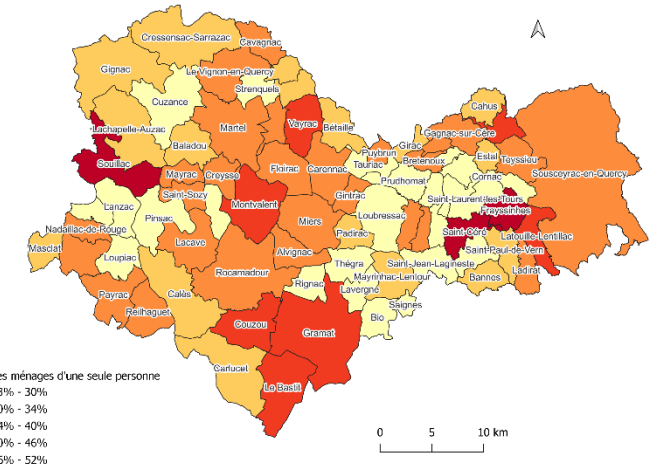 Cressensac-Sarrazac
Cavagnac
Gignac
Le Vignon-en-Quercy
Strenquels
Cuzance
Cahus
Vayrac
Bétaille
Martel
Lachapelle-Auzac
Gagnac-sur-Cère
Girac
Baladou
Puybrun
Estal
Teyssieu
Souillac
Tauriac
Bretenoux
Floirac
Carennac
Mayrac
Creysse
Prudhomat
Cornac
Sousceyrac-en-Quercy
Saint-Sozy
Gintrac
Lanzac
Montvalent
Saint-Laurent-les-Tours
Frayssinhes
Pinsac
Loubressac
Miers
Nadaillac-de-Rouge
Padirac
Saint-Céré
Latouille-Lentillac
Lacave
Masclat
Alvignac
Saint-Paul-de-Vern
Loupiac
Thégra
Saint-Jean-Lagineste
Rocamadour
Mayrinhac-Lentour
Ladirat
Bannes
Rignac
Payrac
Calès
Lavergne
Saignes
Reilhaguet
Bio
Couzou
Gramat
Carlucet
Le Bastit
es ménages d'une seule personne
% - 30%
% - 34%
% - 40%
% - 46%
% - 52%
0 5 10 km